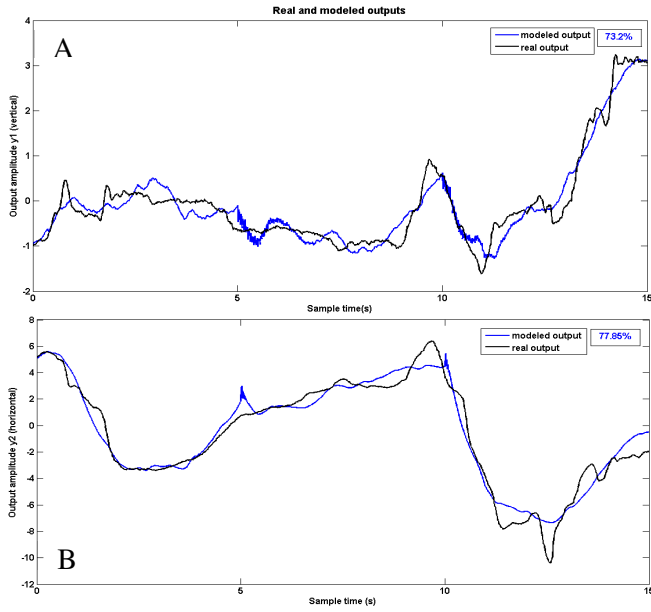 Real and modeled outputs
A
modeled output
real output
73.2%
4
3
2
1
0
-1
-2
Output amplitude y1 (vertical)
0
5
10
15
Sample time(s)
B
modeled output
real output
77.85%
8
6
4
2
0
-2
-4
-6
-8
-10
-12
Output amplitude y2 (horizontal)
0
5
10
15
Sample time (s)